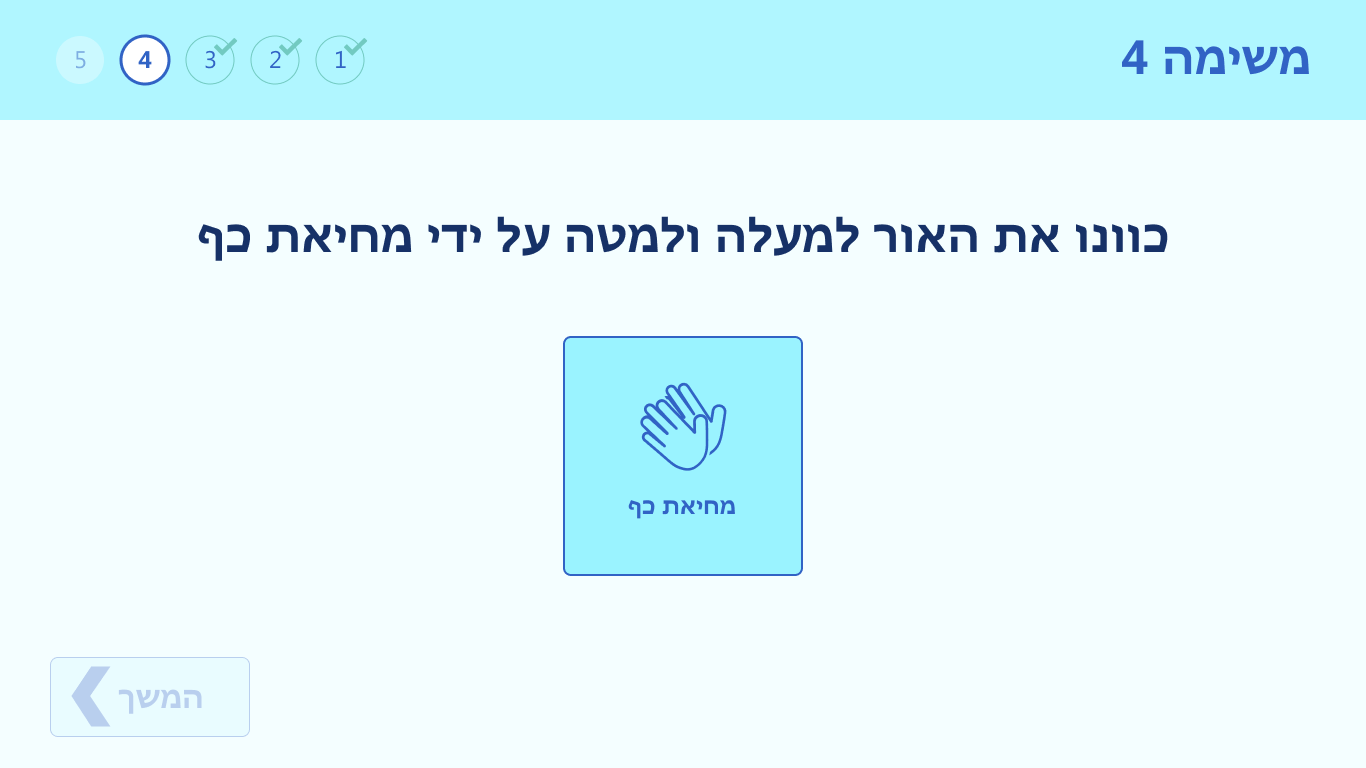 משימה 4
1 2 3 4 5
כוונו את האור למעלה ולמטה על ידי מחיאת כף
מחיאת כף
המשך